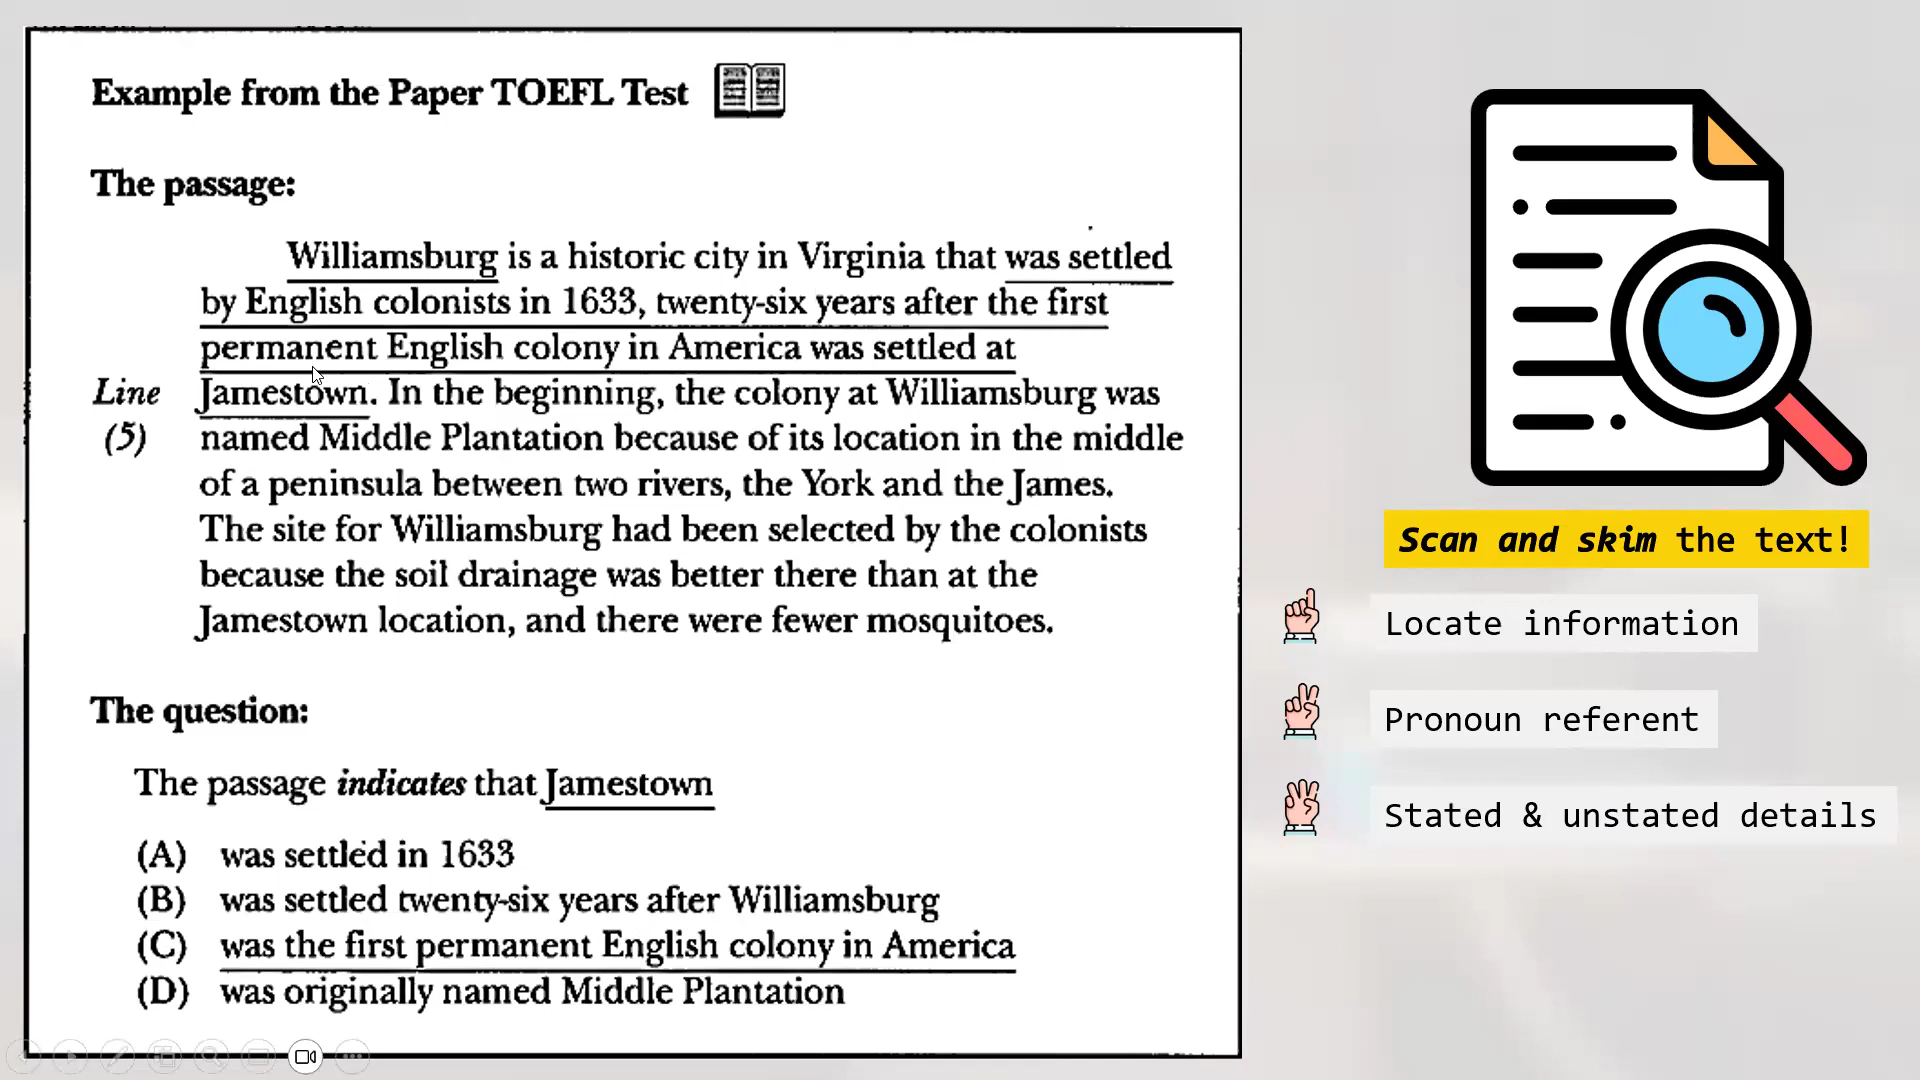 Example from the Paper TOEFL Test
The passage:
Williamsburg is a historic city in Virginia that was settled
by English colonists in 1633, twenty-six years after the first
permanent English colony in America was settled at
Line Jamestown. In the beginning, the colony at Williamsburg was
(5) named Middle Plantation because of its location in the middle
of a peninsula between two rivers, the York and the James.
The site for Williamsburg had been selected by the colonists
because the soil drainage was better there than at the
Jamestown location, and there were fewer mosquitoes.
The question:
The passage indicates that Jamestown
(A) was settled in 1633
(B) was settled twenty-six years after Williamsburg
(C) was the first permanent English colony in America
(D) was originally named Middle Plantation
Scan and skim the text!
Locate information
Pronoun referent
Stated & unstated details